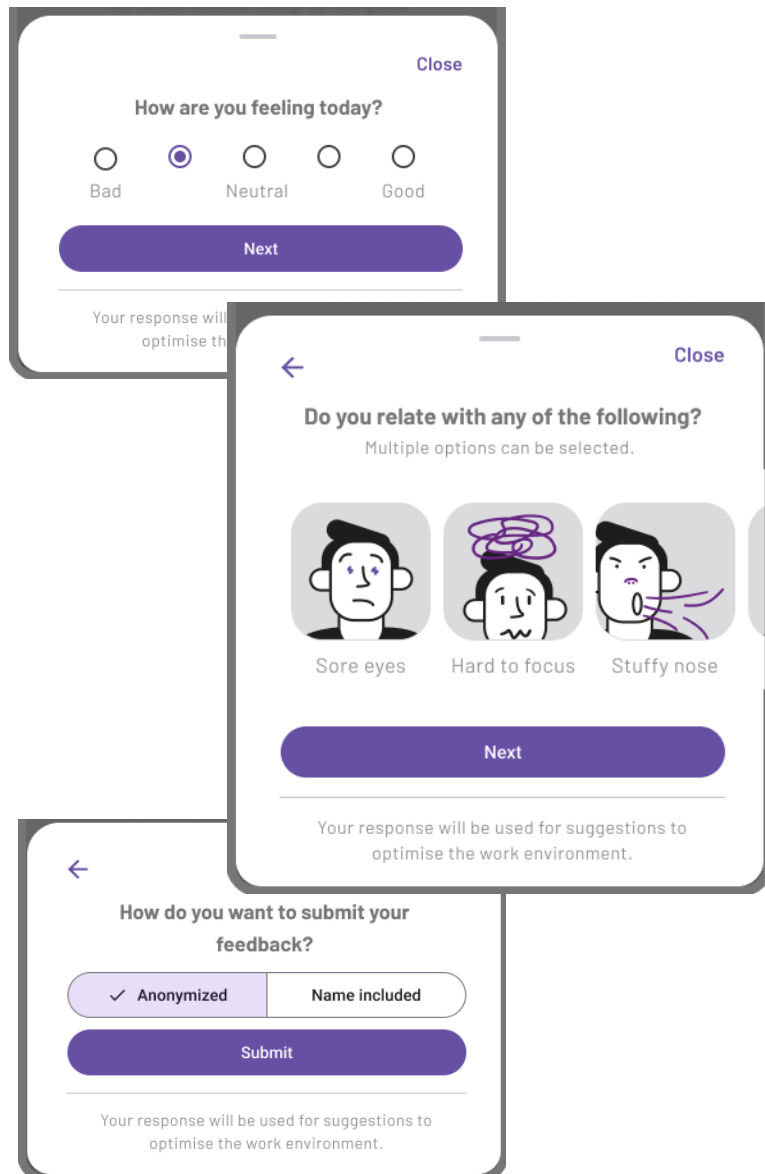 Close
How are you feeling today?
Bad
Neutral
Good
Next
Your response will
optimise th
Close
Do you relate with any of the following?
Multiple options can be selected.
Sore eyes
Hard to focus
Stuffy nose
Next
Your response will be used for suggestions to
optimise the work environment.
How do you want to submit your
feedback?
Anonymized
Name included
Submit
Your response will be used for suggestions to
optimise the work environment.